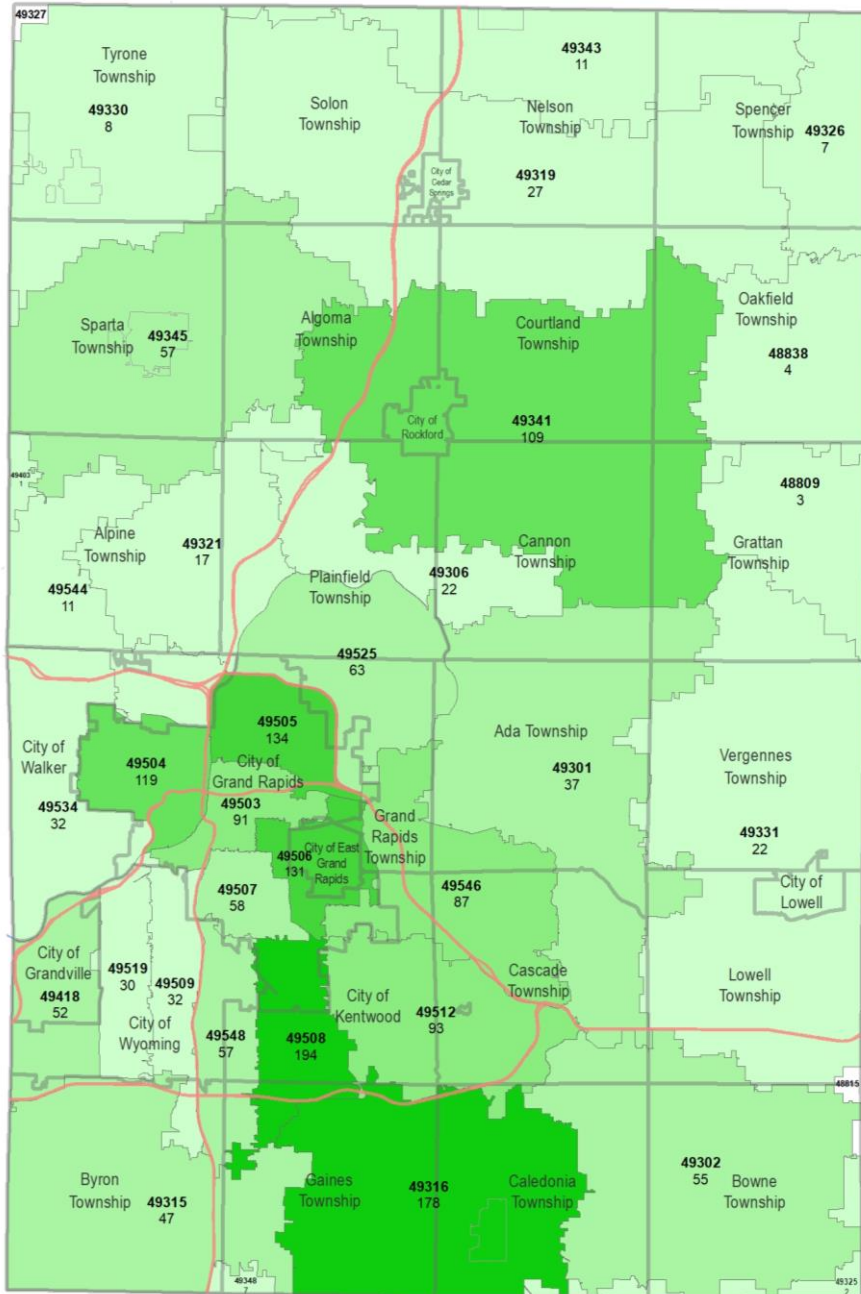 49327
Tyrone
Township
49330
8
Solon
Township
49343
11
Nelson
Township
49319
27
Spencer
Township
49326
7
City of
Cedar
Springs
Sparta
Township
49345
57
Algoma
Township
Courtland
Township
Oakfield
Township
48838
4
City of
Rockford
49341
109
49403
1
Alpine
Township
49321
17
49544
11
Plainfield
Township
49306
22
Cannon
Township
48809
3
Grattan
Township
49525
63
City of
Walker
49534
32
49504
119
49505
134
City of
Grand Rapids
49503
91
Ada Township
49301
37
Vergennes
Township
49331
22
Grand
Rapids
Township
49506
131
City of East
Grand
Rapids
49507
58
49546
87
City of
Lowell
City of
Grandville
49418
52
49519
30
49509
32
City of
Wyoming
49548
57
49508
194
City of
Kentwood
49512
93
Cascade
Township
Lowell
Township
48815
Byron
Township
49315
47
Gaines
Township
49316
178
Caledonia
Township
49302
55
Bowne
Township
49348
7
49325
2